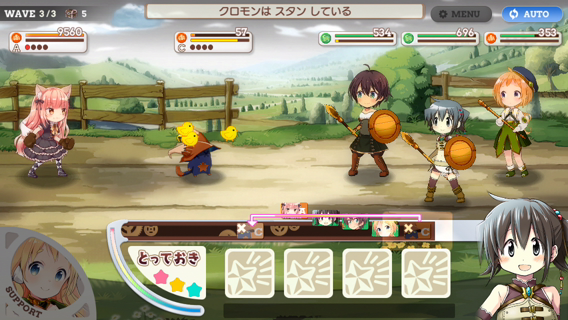 WAVE 3/3 5
クロモンは スタン している
MENU
AUTO
9560
A
57
C
534
696
353
C
とっておき
SUPPORT